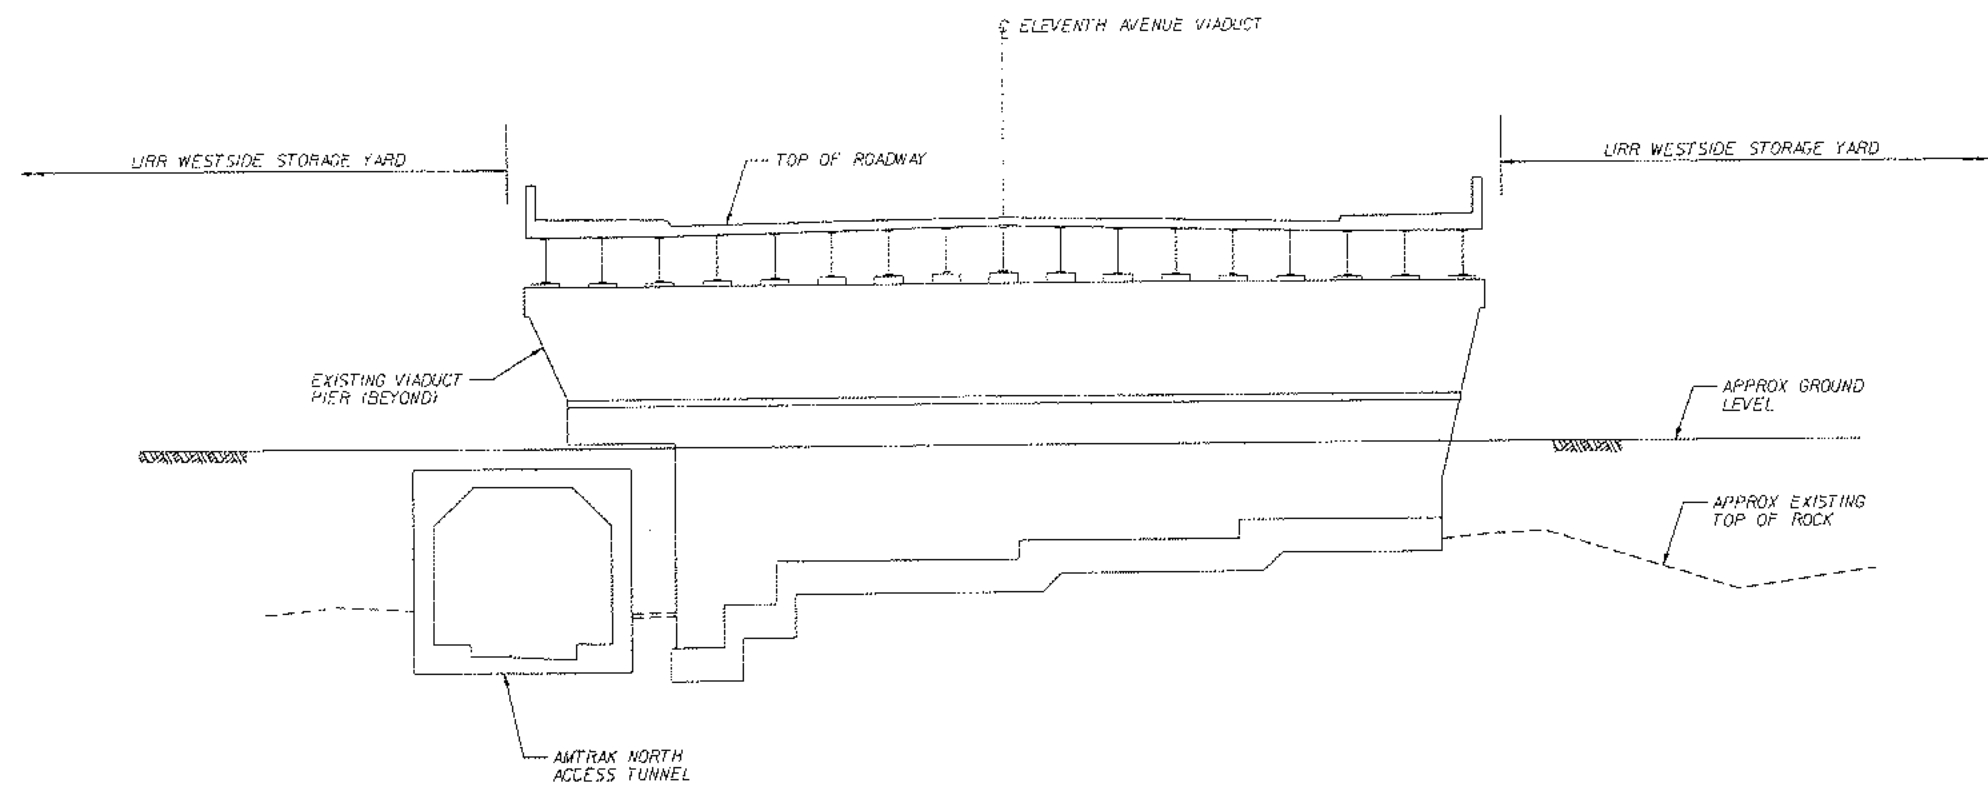 ℄ ELEVENTH AVENUE VIADUCT
LIRR WESTSIDE STORAGE YARD
TOP OF ROADWAY
LIRR WESTSIDE STORAGE YARD
EXISTING VIADUCT
PIER (BEYOND)
APPROX GROUND
LEVEL
APPROX EXISTING
TOP OF ROCK
AMTRAK NORTH
ACCESS TUNNEL